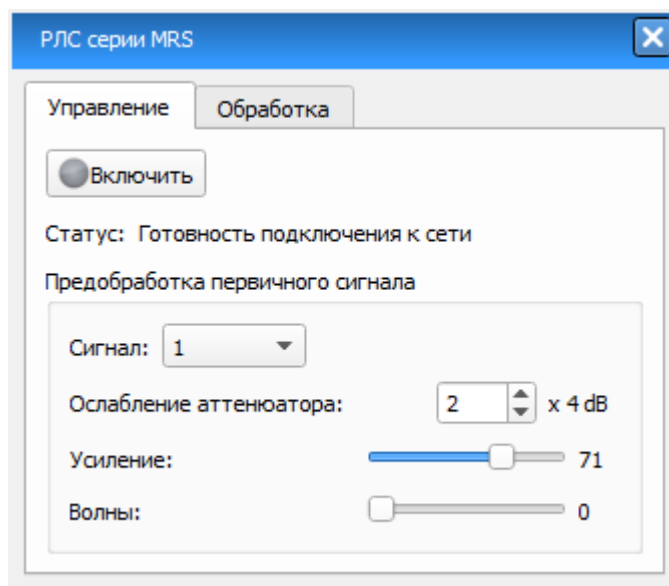 РЛС серии MRS
Управление Обработка
Включить
Статус: Готовность подключения к сети
Предобработка первичного сигнала
Сигнал: 1
Ослабление аттенюатора: 2 x 4 dB
Усиление: 71
Волны: 0